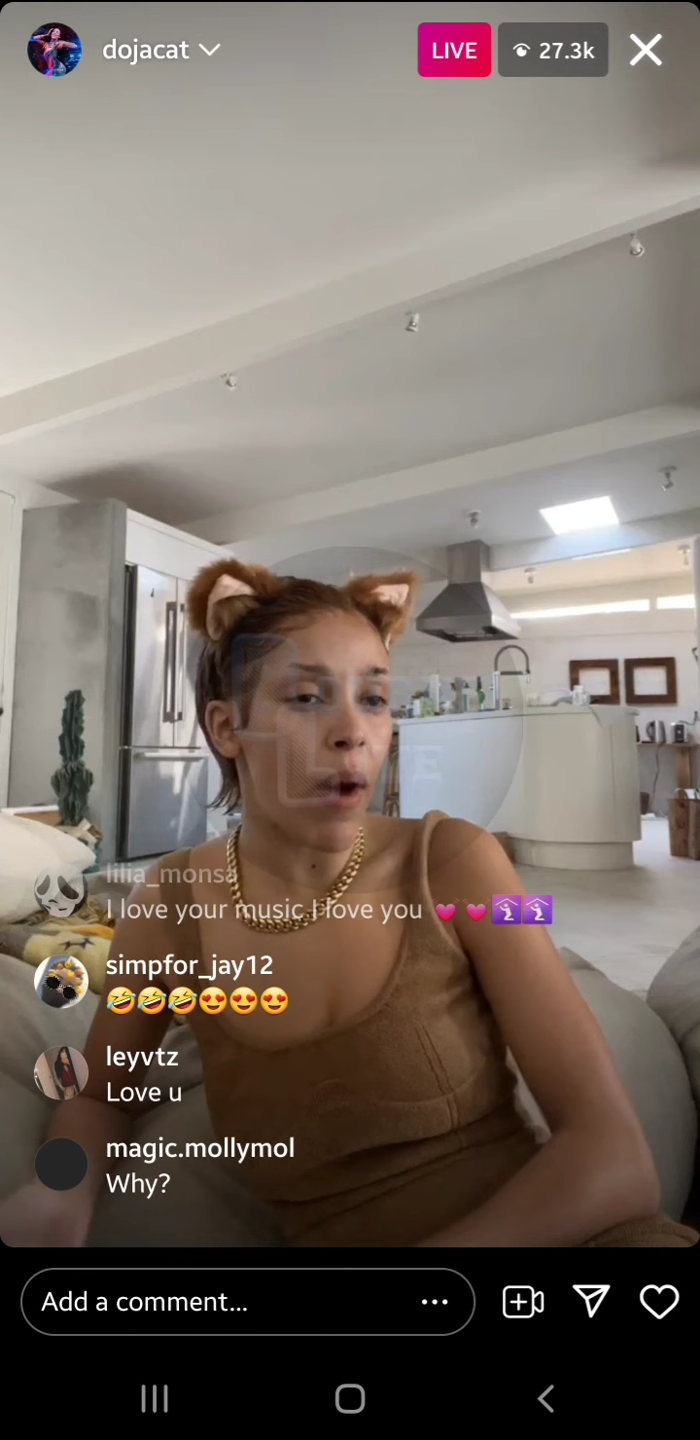 dojacat
LIVE
27.3k
lilia_monsa
I love your music I love you 💓 💓🛐🛐
simpfor_jay12
🤣🤣🤣😍😍😍
leyvtz
Love u
magic.mollymol
Why?
Add a comment...